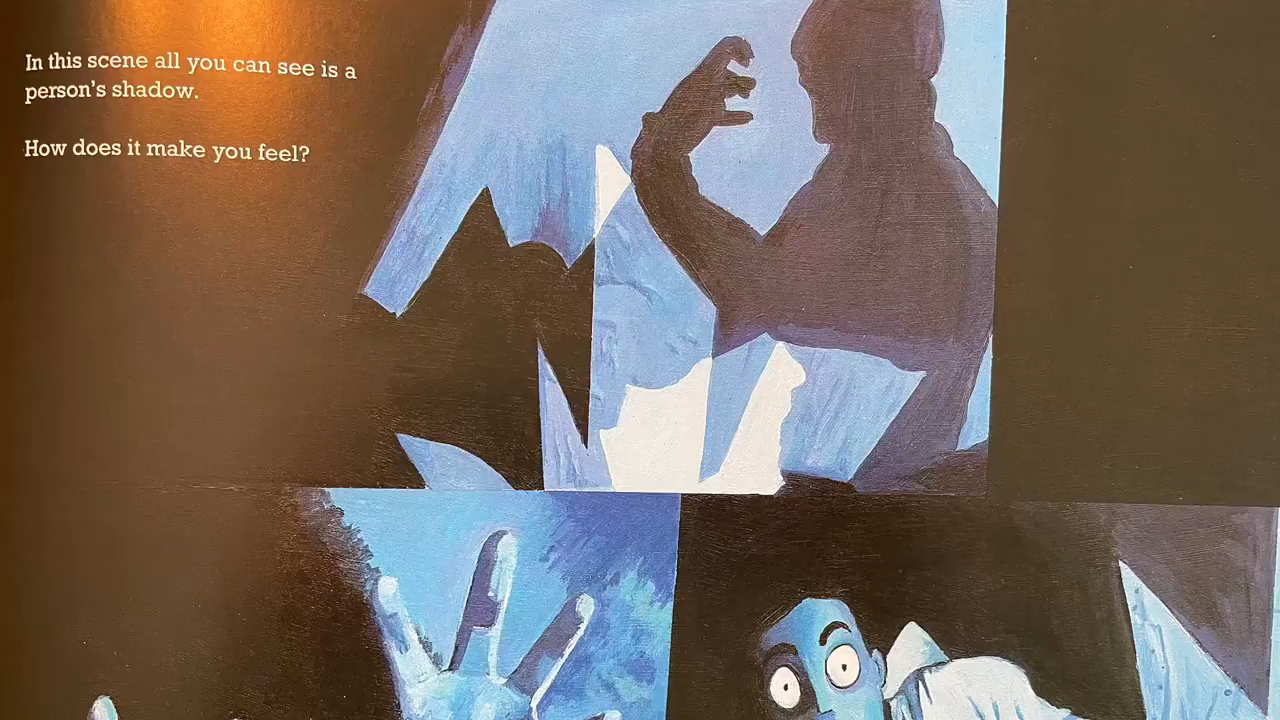 In this scene all you can see is a
person's shadow.
How does it make you feel?